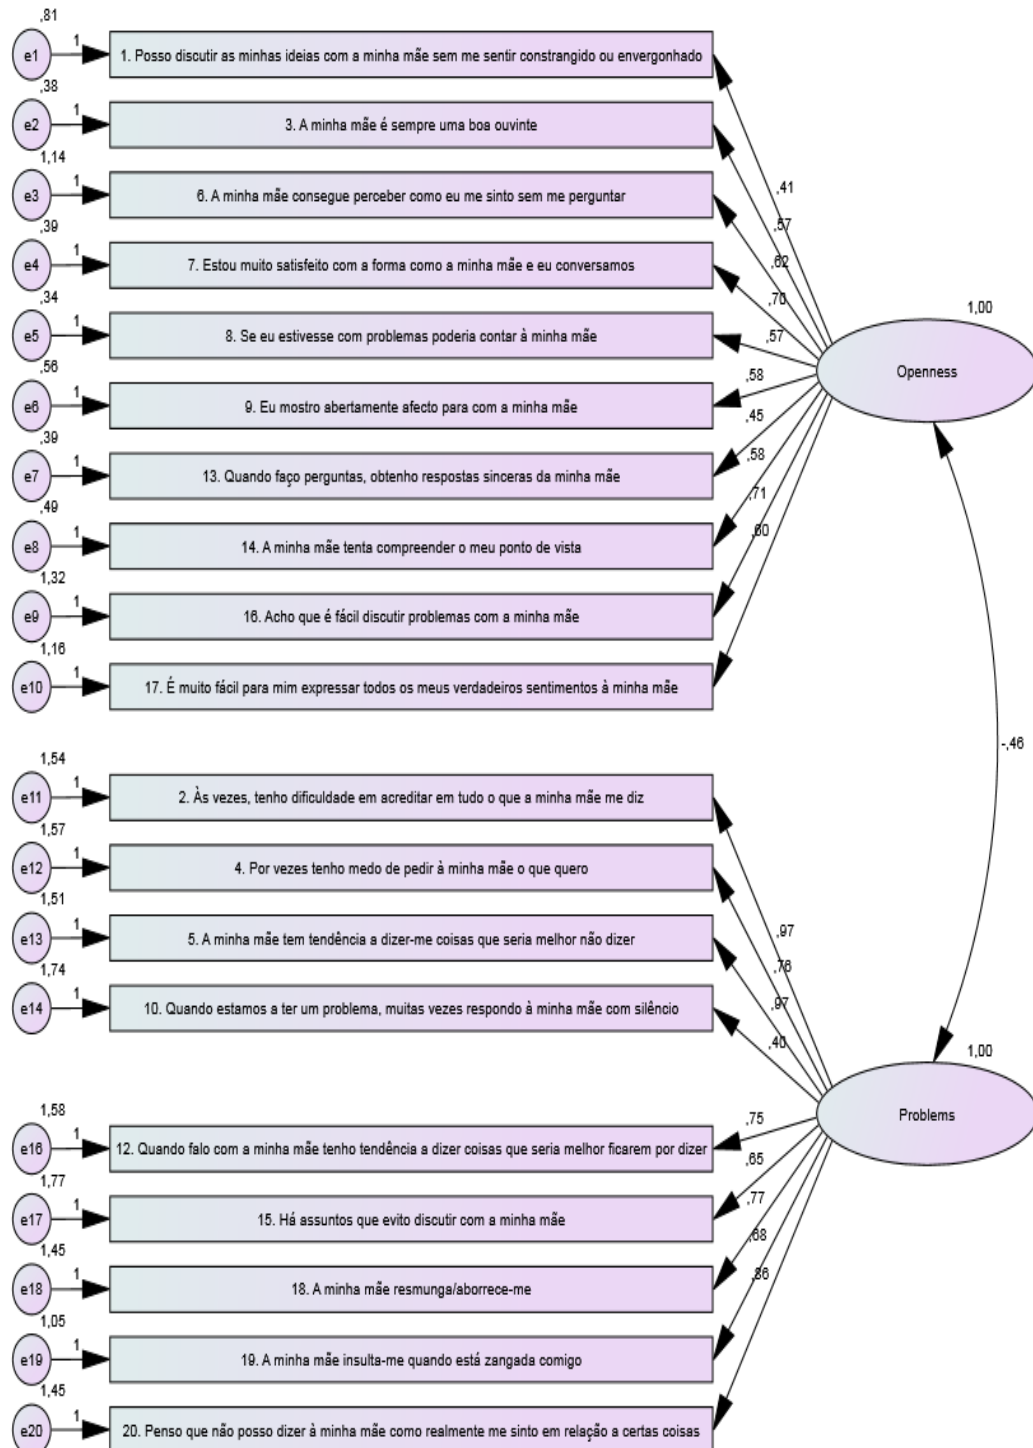 ,81
e1
1
1. Posso discutir as minhas ideias com a minha mãe sem me sentir constrangido ou envergonhado
,38
e2
1
3. A minha mãe é sempre uma boa ouvinte
1,14
e3
1
6. A minha mãe consegue perceber como eu me sinto sem me perguntar
,39
e4
1
7. Estou muito satisfeito com a forma como a minha mãe e eu conversamos
,34
e5
1
8. Se eu estivesse com problemas poderia contar à minha mãe
,56
e6
1
9. Eu mostro abertamente afecto para com a minha mãe
,39
e7
1
13. Quando faço perguntas, obtenho respostas sinceras da minha mãe
,49
e8
1
14. A minha mãe tenta compreender o meu ponto de vista
1,32
e9
1
16. Acho que é fácil discutir problemas com a minha mãe
1,16
e10
1
17. É muito fácil para mim expressar todos os meus verdadeiros sentimentos à minha mãe
,41
,57
,62
,70
,57
,58
,45
,58
,71
,60
1,00
Openness
-,46
1,54
e11
1
2. Às vezes, tenho dificuldade em acreditar em tudo o que a minha mãe me diz
1,57
e12
1
4. Por vezes tenho medo de pedir à minha mãe o que quero
1,51
e13
1
5. A minha mãe tem tendência a dizer-me coisas que seria melhor não dizer
1,74
e14
1
10. Quando estamos a ter um problema, muitas vezes respondo à minha mãe com silêncio
1,58
e16
1
12. Quando falo com a minha mãe tenho tendência a dizer coisas que seria melhor ficarem por dizer
1,77
e17
1
15. Há assuntos que evito discutir com a minha mãe
1,45
e18
1
18. A minha mãe resmunga/aborrece-me
1,05
e19
1
19. A minha mãe insulta-me quando está zangada comigo
1,45
e20
1
20. Penso que não posso dizer à minha mãe como realmente me sinto em relação a certas coisas
,97
,76
,97
,40
,75
,65
,77
,68
,86
1,00
Problems